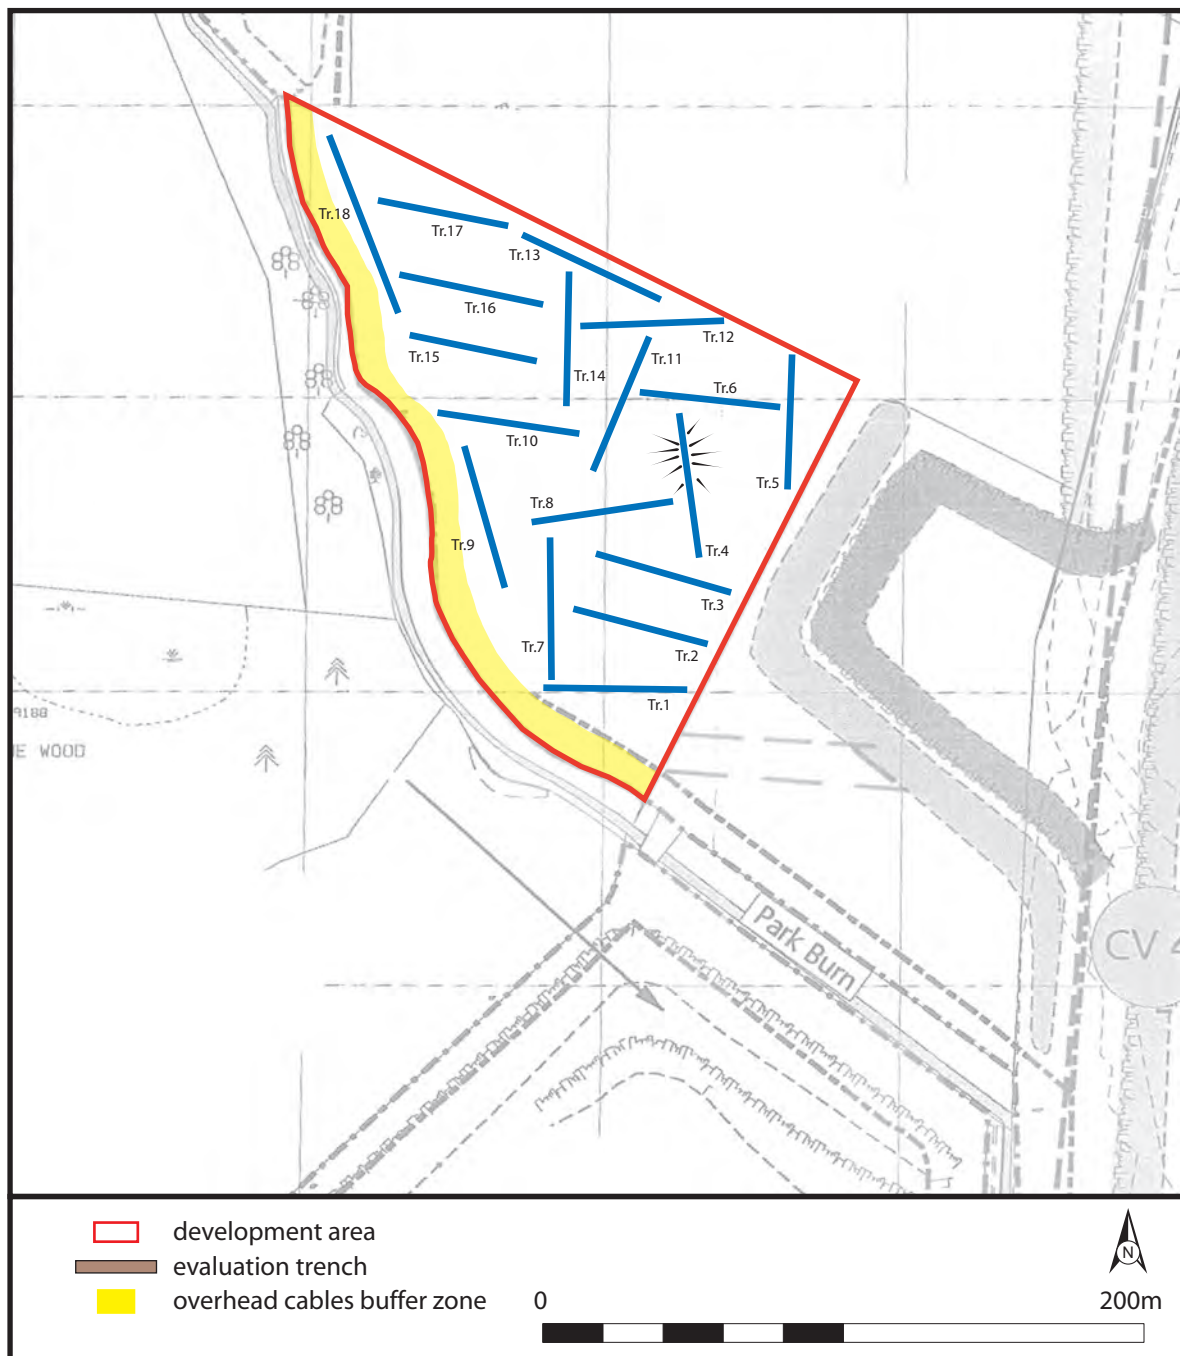 Tr.18
Tr.17
Tr.13
Tr.16
Tr.12
Tr.15
Tr.11
Tr.14
Tr.6
Tr.10
Tr.5
Tr.8
Tr.9
Tr.4
Tr.3
Tr.7
Tr.2
Tr.1
9188
E WOOD
Park Burn
CV 4
development area
evaluation trench
overhead cables buffer zone
N
0
200m